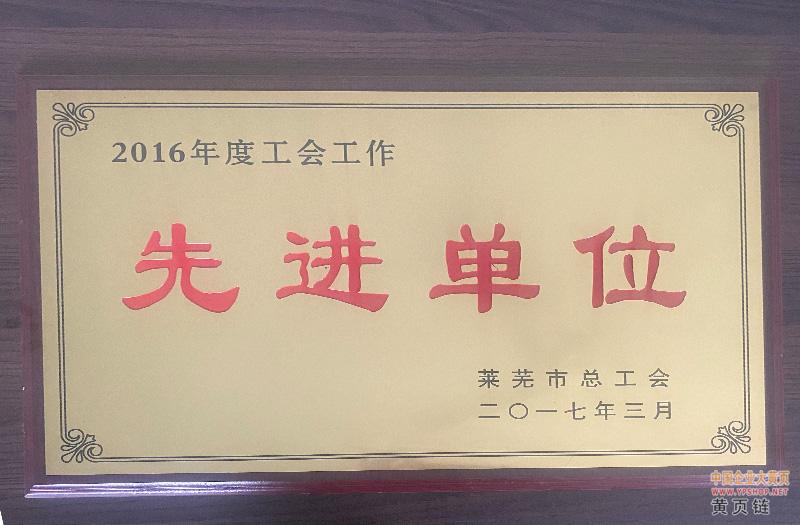 2016年度工会工作
先进单位
莱芜市总工会
二〇一七年三月
中国企业大黄页
WWW.YPSHOP.NET
黄页链